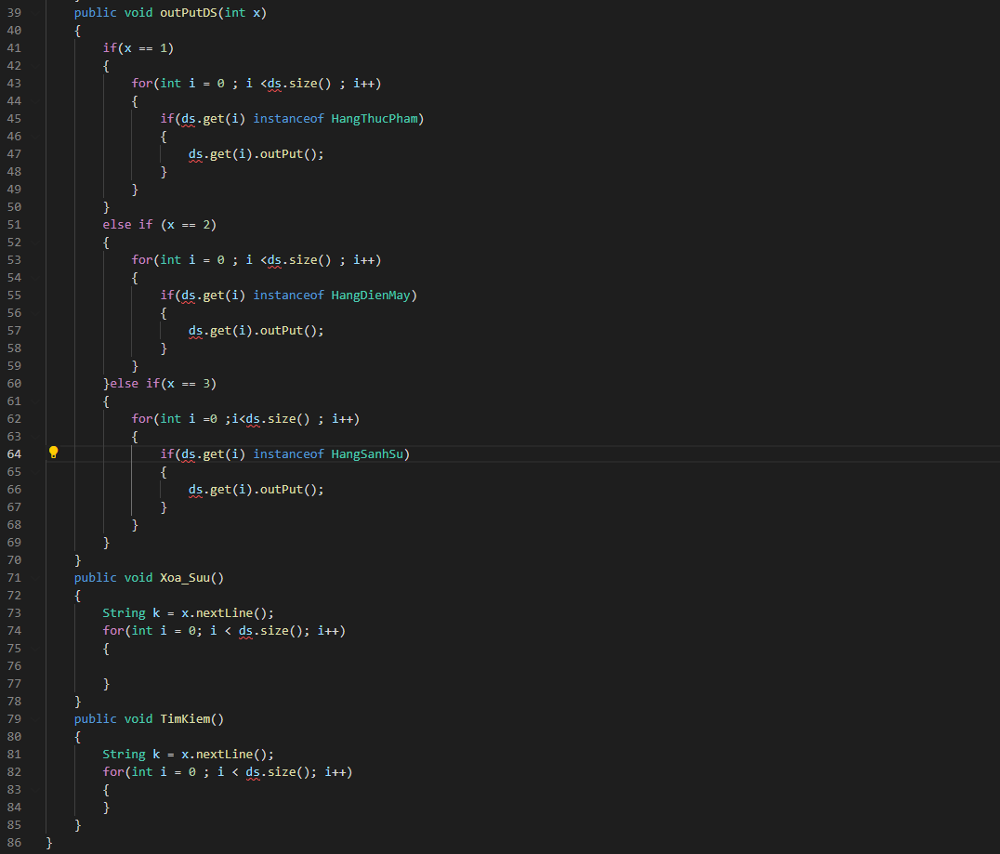 39 public void outPutDS(int x)
40 {
41 if(x == 1)
42 {
43 for(int i = 0 ; i <ds.size() ; i++)
44 {
45 if(ds.get(i) instanceof HangThucPham)
46 {
47 ds.get(i).outPut();
48 }
49 }
50 }
51 else if (x == 2)
52 {
53 for(int i = 0 ; i <ds.size() ; i++)
54 {
55 if(ds.get(i) instanceof HangDienMay)
56 {
57 ds.get(i).outPut();
58 }
59 }
60 }else if(x == 3)
61 {
62 for(int i =0 ;i<ds.size() ; i++)
63 {
64 if(ds.get(i) instanceof HangSanhSu)
65 {
66 ds.get(i).outPut();
67 }
68 }
69 }
70 }
71 public void Xoa_Suu()
72 {
73 String k = x.nextLine();
74 for(int i = 0; i < ds.size(); i++)
75 {
76
77 }
78 }
79 public void TimKiem()
80 {
81 String k = x.nextLine();
82 for(int i = 0 ; i < ds.size(); i++)
83 {
84 }
85 }
86 }